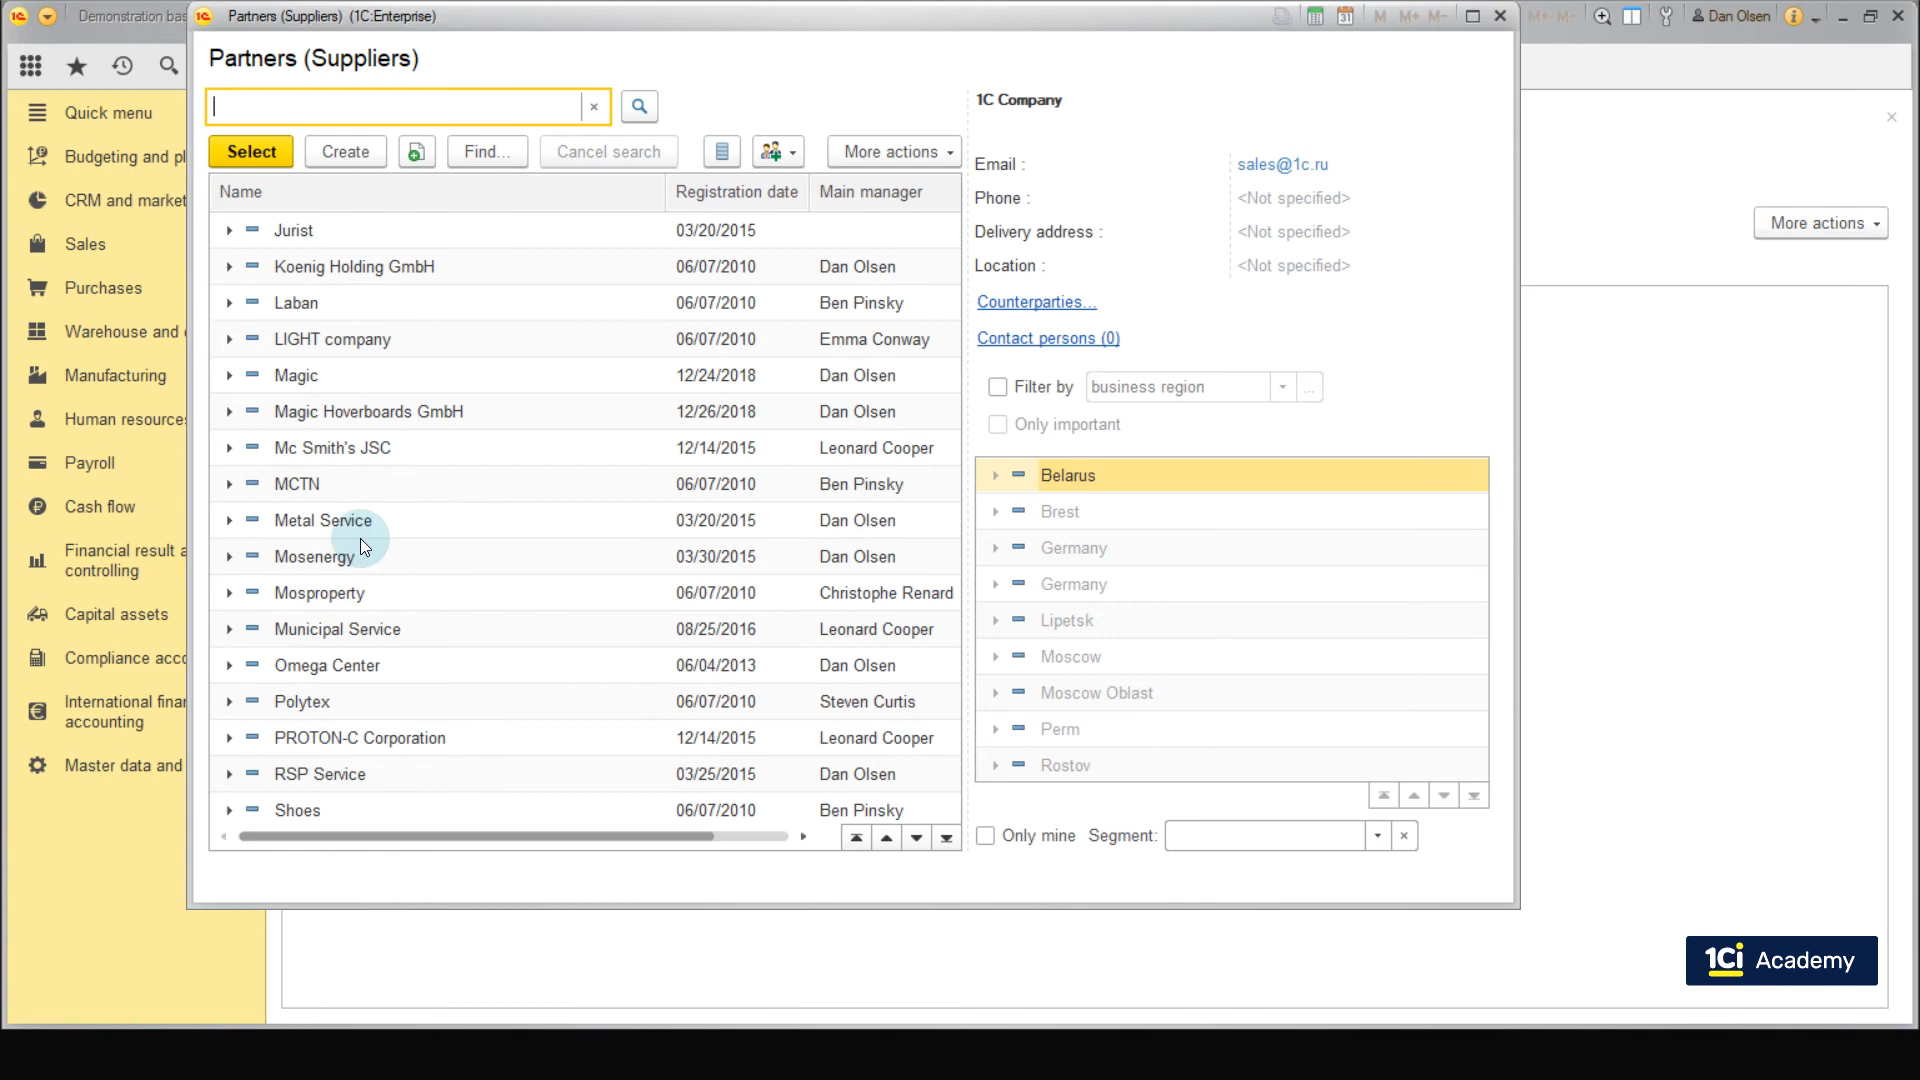 Demonstration bas
Partners (Suppliers) (1C:Enterprise)
31
M M+ M-
M+ M-
Dan Olsen
Partners (Suppliers)
Select
Create
Find...
Cancel search
More actions
Name
Registration date
Main manager
Jurist 03/20/2015
Koenig Holding GmbH 06/07/2010 Dan Olsen
Laban 06/07/2010 Ben Pinsky
LIGHT company 06/07/2010 Emma Conway
Magic 12/24/2018 Dan Olsen
Magic Hoverboards GmbH 12/26/2018 Dan Olsen
Mc Smith's JSC 12/14/2015 Leonard Cooper
MCTN 06/07/2010 Ben Pinsky
Metal Service 03/20/2015 Dan Olsen
Mosenergy 03/30/2015 Dan Olsen
Mosproperty 06/07/2010 Christophe Renard
Municipal Service 08/25/2016 Leonard Cooper
Omega Center 06/04/2013 Dan Olsen
Polytex 06/07/2010 Steven Curtis
PROTON-C Corporation 12/14/2015 Leonard Cooper
RSP Service 03/25/2015 Dan Olsen
Shoes 06/07/2010 Ben Pinsky
1C Company
Email : sales@1c.ru
Phone : <Not specified>
Delivery address : <Not specified>
Location : <Not specified>
Counterparties...
Contact persons (0)
Filter by business region ...
Only important
Belarus
Brest
Germany
Germany
Lipetsk
Moscow
Moscow Oblast
Perm
Rostov
Only mine Segment:
Quick menu
Budgeting and pl
CRM and market
Sales
Purchases
Warehouse and
Manufacturing
Human resources
Payroll
Cash flow
Financial result a
controlling
Capital assets
Compliance acco
International finan
accounting
Master data and
More actions
1Ci Academy